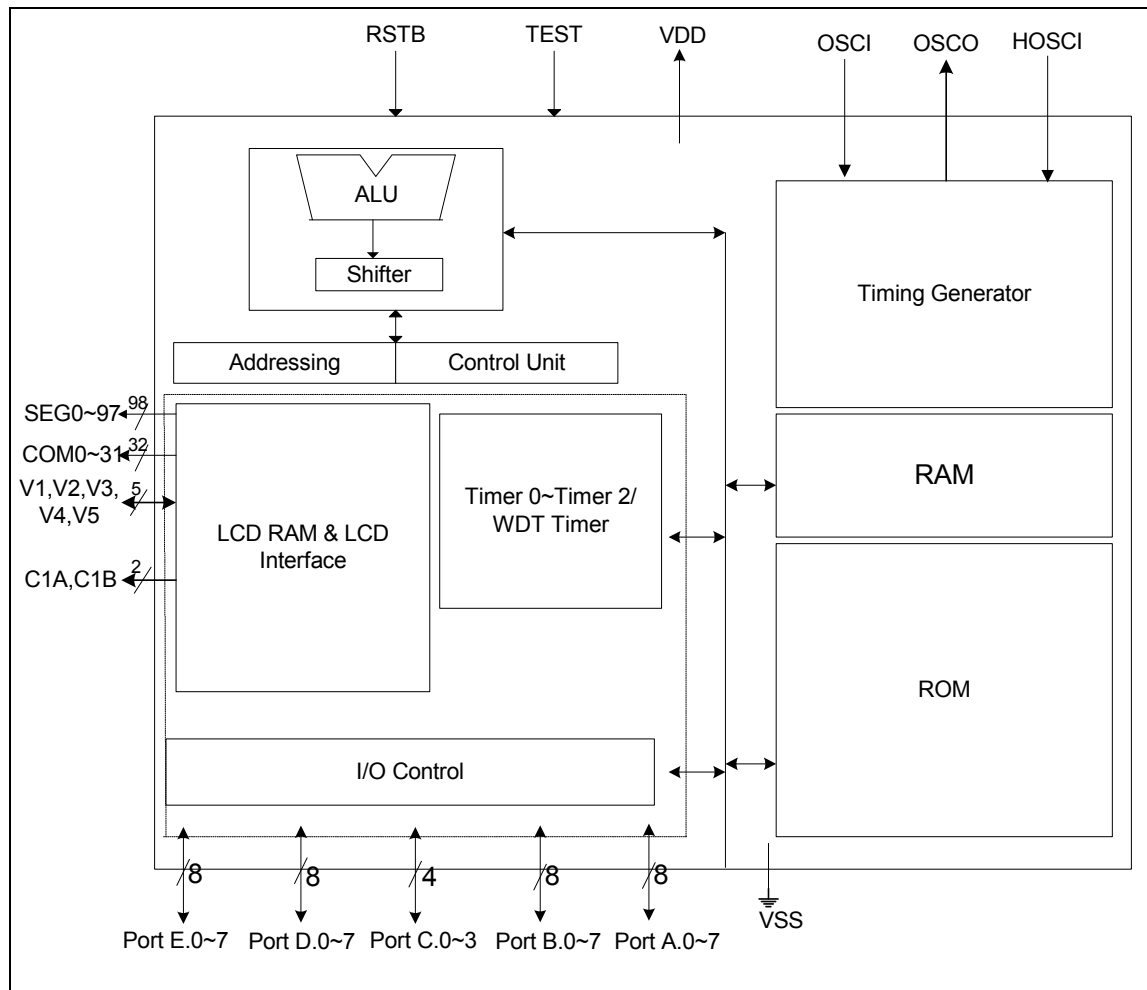 RSTB TEST VDD OSCI OSCO HOSCI
ALU
Shifter
Timing Generator
Addressing Control Unit
SEG0~97 98
COM0~31 32
V1,V2,V3,
V4,V5 5
C1A,C1B 2
LCD RAM & LCD
Interface
Timer 0~Timer 2/
WDT Timer
RAM
ROM
I/O Control
8 8 4 8 8
VSS
Port E.0~7 Port D.0~7 Port C.0~3 Port B.0~7 Port A.0~7